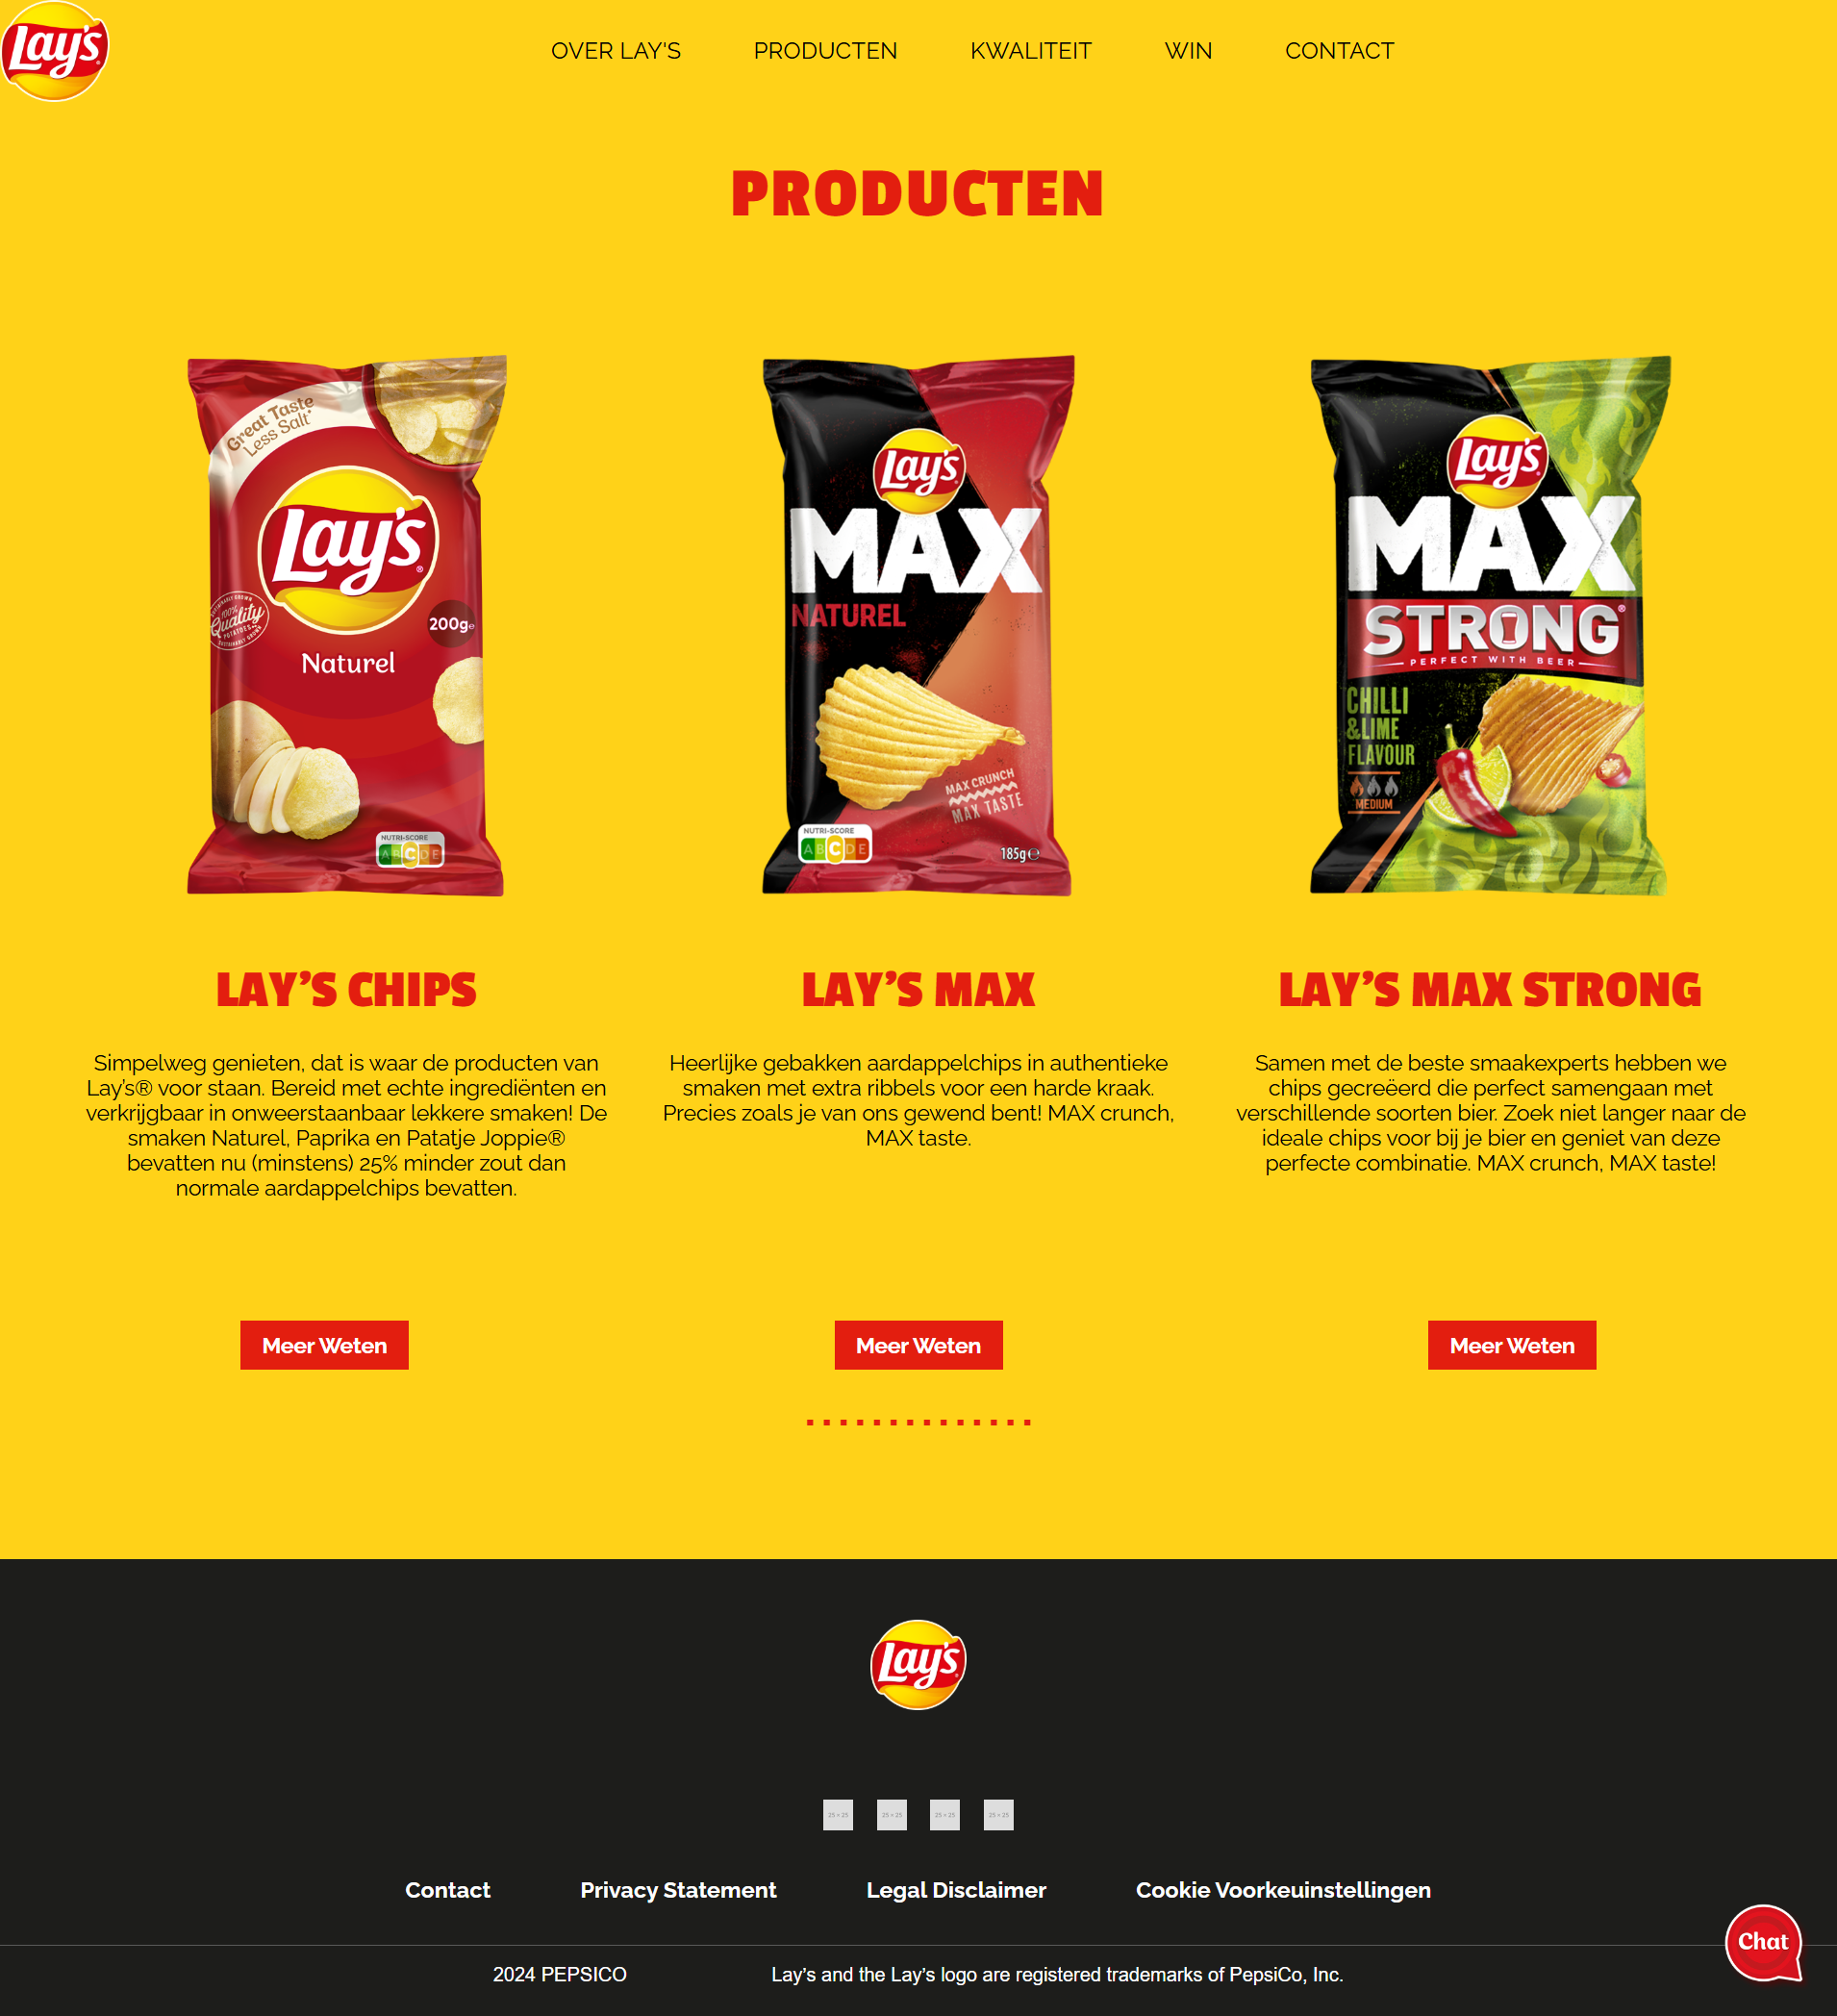 Lay's
OVER LAY'S PRODUCTEN KWALITEIT WIN CONTACT
PRODUCTEN
Great Taste
Less Salt*
Lay's
100%
Quality
POTATOES
200g e
Naturel
NUTRI-SCORE
A B C D E
Lay's
MAX
NATUREL
MAX CRUNCH
MAX TASTE
NUTRI-SCORE
A B C D E
185g e
Lay's
MAX
STRONG®
PERFECT WITH BEER
CHILLI
&LIME
FLAVOUR
MEDIUM
LAY’S CHIPS
Simpelweg genieten, dat is waar de producten van
Lay’s® voor staan. Bereid met echte ingrediënten en
verkrijgbaar in onweerstaanbaar lekkere smaken! De
smaken Naturel, Paprika en Patatje Joppie®
bevatten nu (minstens) 25% minder zout dan
normale aardappelchips bevatten.
Meer Weten
LAY’S MAX
Heerlijke gebakken aardappelchips in authentieke
smaken met extra ribbels voor een harde kraak.
Precies zoals je van ons gewend bent! MAX crunch,
MAX taste.
Meer Weten
LAY’S MAX STRONG
Samen met de beste smaakexperts hebben we
chips gecreëerd die perfect samengaan met
verschillende soorten bier. Zoek niet langer naar de
ideale chips voor bij je bier en geniet van deze
perfecte combinatie. MAX crunch, MAX taste!
Meer Weten
Lay's
25 × 25 25 × 25 25 × 25 25 × 25
Contact Privacy Statement Legal Disclaimer Cookie Voorkeuinstellingen
Chat
2024 PEPSICO Lay’s and the Lay’s logo are registered trademarks of PepsiCo, Inc.